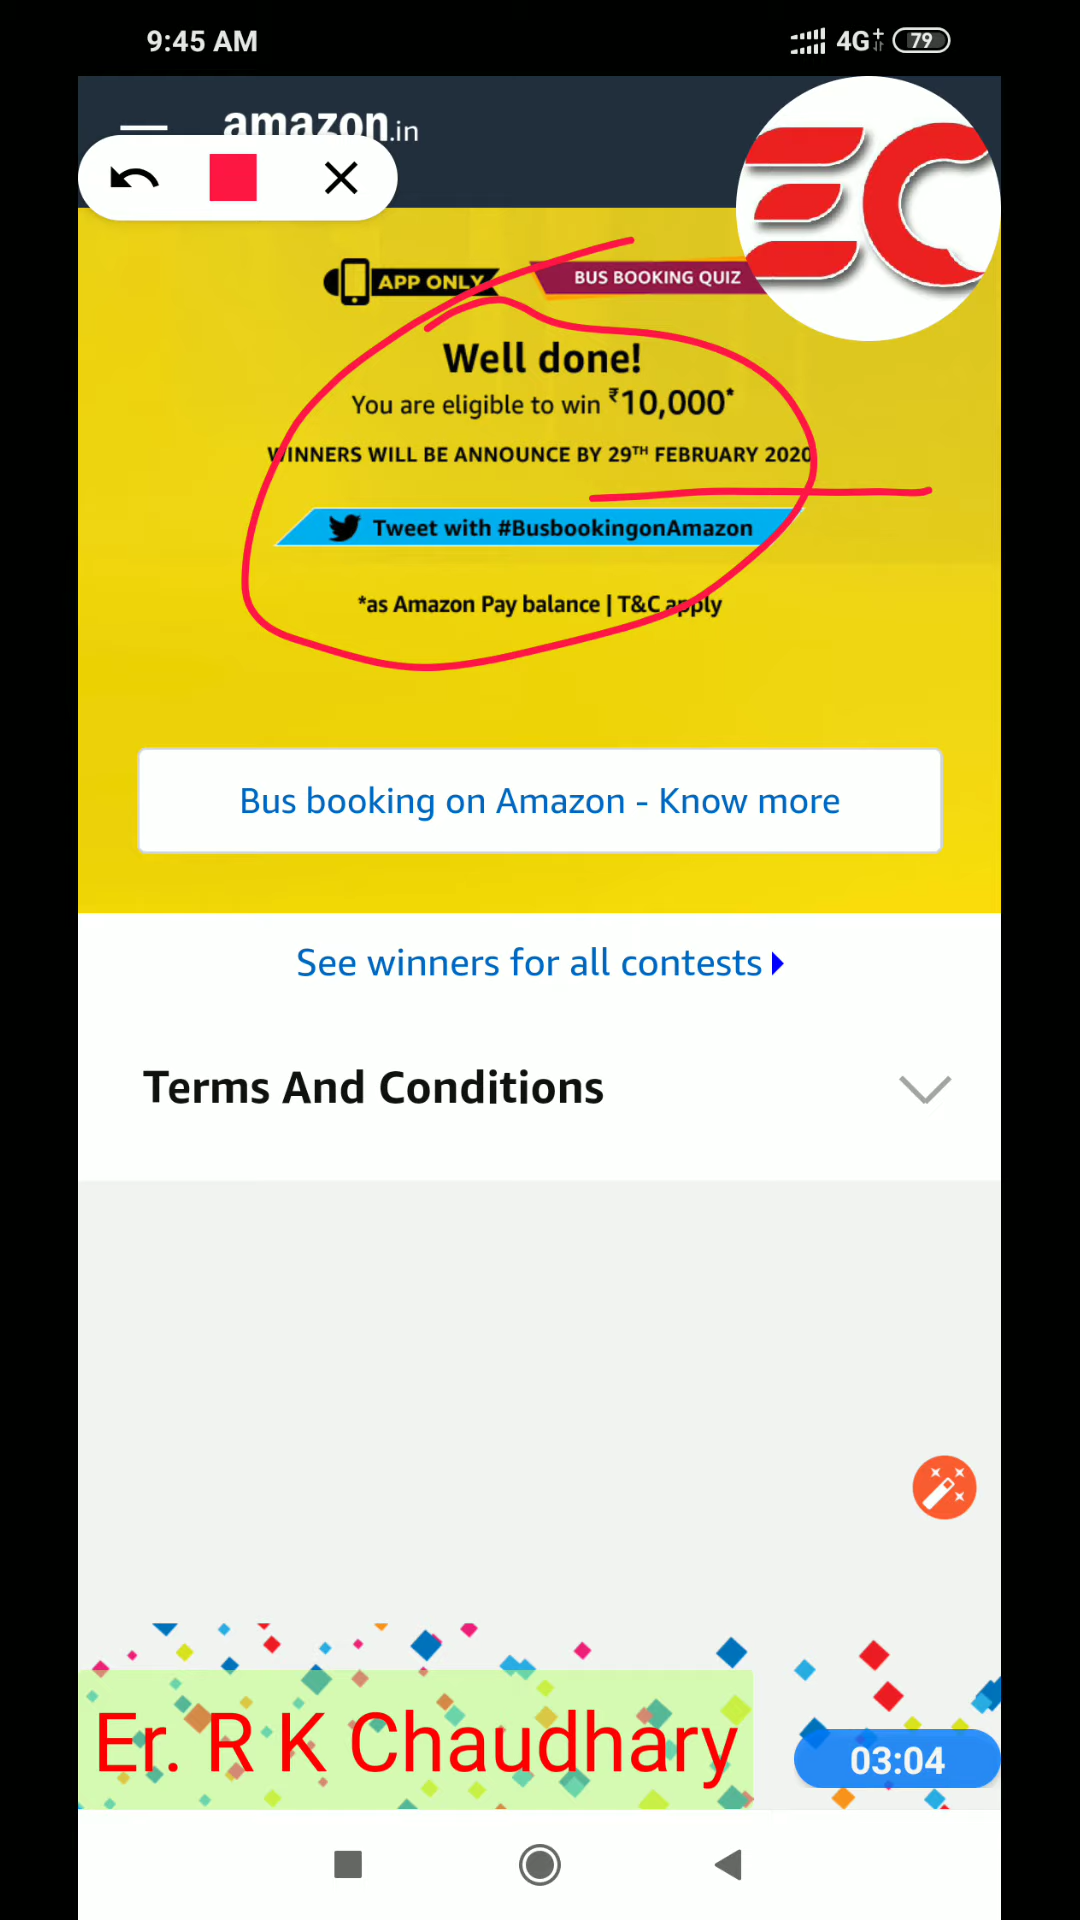 9:45 AM 4G+ 79
amazon.in
EC
APP ONLY BUS BOOKING QUIZ
Well done!
You are eligible to win ₹10,000*
WINNERS WILL BE ANNOUNCE BY 29TH FEBRUARY 2020
Tweet with #BusbookingonAmazon
*as Amazon Pay balance | T&C apply
Bus booking on Amazon - Know more
See winners for all contests
Terms And Conditions
Er. R K Chaudhary
03:04